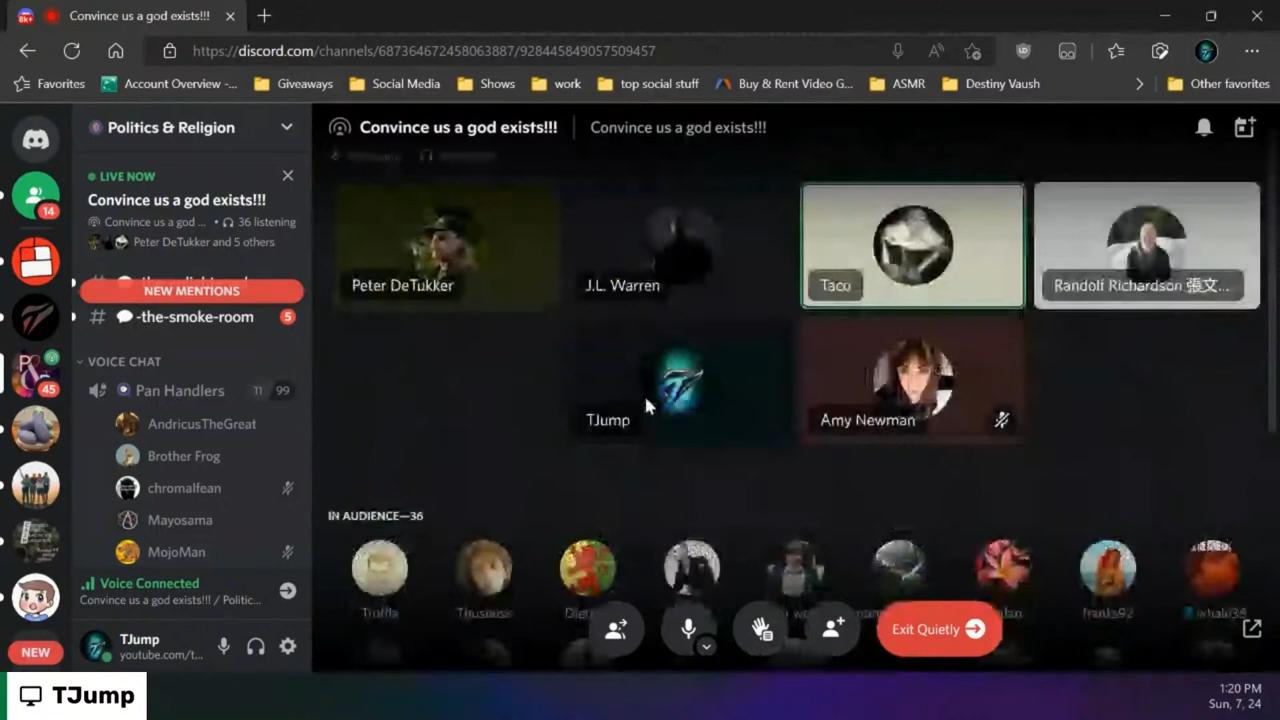 8k+
Convince us a god exists!!!
https://discord.com/channels/687364672458063887/928445849057509457
Favorites
Account Overview -...
Giveaways
Social Media
Shows
work
top social stuff
Buy & Rent Video G...
ASMR
Destiny Vaush
Other favorites
Politics & Religion
Convince us a god exists!!!
Convince us a god exists!!!
LIVE NOW
Convince us a god exists!!!
Convince us a god ... • 36 listening
Peter DeTukker and 5 others
14
NEW MENTIONS
-the-smoke-room
5
VOICE CHAT
Pan Handlers
11 99
45
AndricusTheGreat
Brother Frog
chromalfean
Mayosama
MojoMan
Voice Connected
Convince us a god exists!!! / Politic...
TJump
youtube.com/t...
NEW
Peter DeTukker
J.L. Warren
Taco
Randolf Richardson 張文...
TJump
Amy Newman
IN AUDIENCE—36
Exit Quietly
franks92
TJump
1:20 PM
Sun, 7, 24